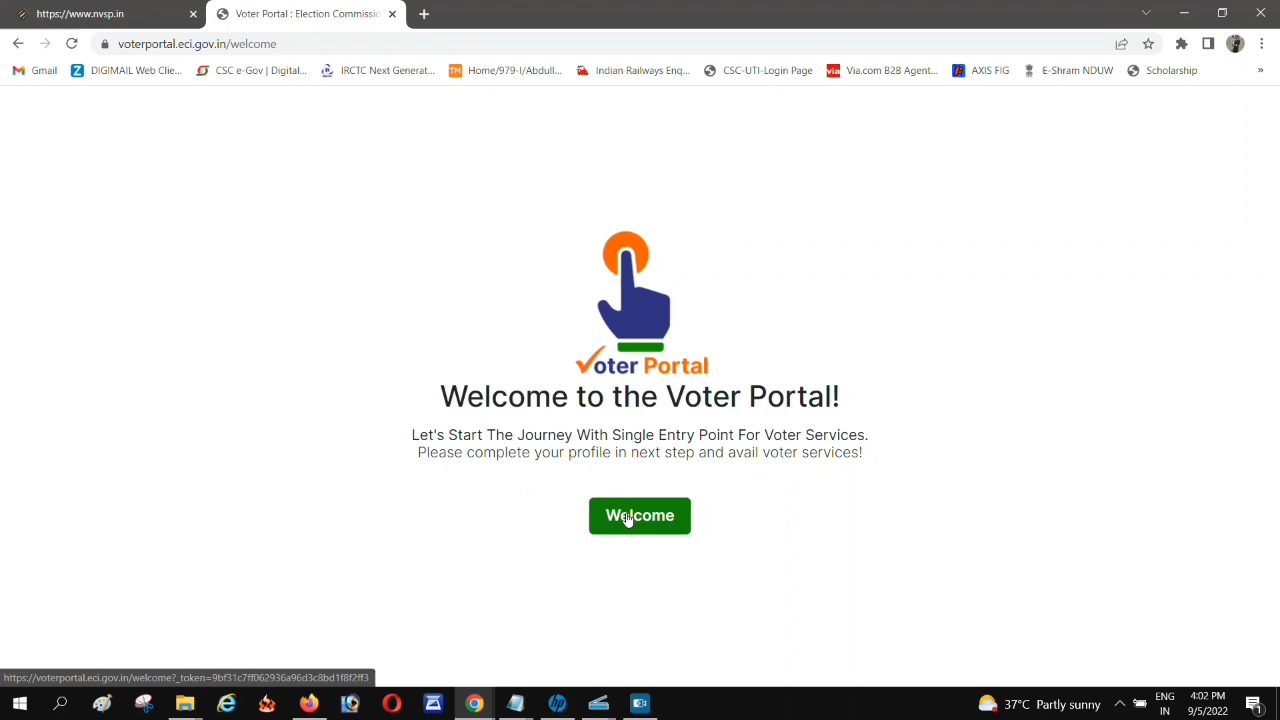 https://www.nvsp.in
Voter Portal : Election Commissio
voterportal.eci.gov.in/welcome
Gmail
DIGIMAIL Web Clie...
CSC e-Gov | Digital...
IRCTC Next Generat...
Home/979-I/Abdull...
Indian Railways Enq...
CSC-UTI-Login Page
Via.com B2B Agent...
AXIS FIG
E-Shram NDUW
Scholarship
»
Voter Portal
Welcome to the Voter Portal!
Let's Start The Journey With Single Entry Point For Voter Services.
Please complete your profile in next step and avail voter services!
Welcome
https://voterportal.eci.gov.in/welcome?_token=9bf31c7ff062936a96d3c8bd1f8f2ff3
37°C Partly sunny
ENG
IN
4:02 PM
9/5/2022
1